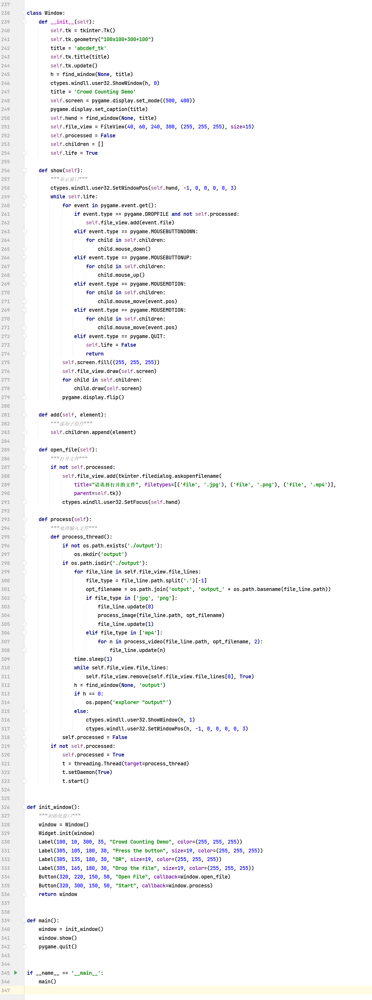 237
238 class Window:
239     def __init__(self):
240         self.tk = tkinter.Tk()
241         self.tk.geometry("100x100+300+100")
242         title = 'abcdef_tk'
243         self.tk.title(title)
244         self.tk.update()
245         h = find_window(None, title)
246         ctypes.windll.user32.ShowWindow(h, 0)
247         title = 'Crowd Counting Demo'
248         self.screen = pygame.display.set_mode((500, 400))
249         pygame.display.set_caption(title)
250         self.hwnd = find_window(None, title)
251         self.file_view = FileView(40, 60, 240, 300, (255, 255, 255), size=15)
252         self.processed = False
253         self.children = []
254         self.life = True
255
256     def show(self):
257         """显示窗口"""
258         ctypes.windll.user32.SetWindowPos(self.hwnd, -1, 0, 0, 0, 0, 3)
259         while self.life:
260             for event in pygame.event.get():
261                 if event.type == pygame.DROPFILE and not self.processed:
262                     self.file_view.add(event.file)
263                 elif event.type == pygame.MOUSEBUTTONDOWN:
264                     for child in self.children:
265                         child.mouse_down()
266                 elif event.type == pygame.MOUSEBUTTONUP:
267                     for child in self.children:
268                         child.mouse_up()
269                 elif event.type == pygame.MOUSEMOTION:
270                     for child in self.children:
271                         child.mouse_move(event.pos)
269                 elif event.type == pygame.MOUSEMOTION:
270                     for child in self.children:
271                         child.mouse_move(event.pos)
272                 elif event.type == pygame.QUIT:
273                     self.life = False
274                     return
275             self.screen.fill((255, 255, 255))
276             self.file_view.draw(self.screen)
277             for child in self.children:
278                 child.draw(self.screen)
279             pygame.display.flip()
280
281     def add(self, element):
282         """添加子组件"""
283         self.children.append(element)
284
285     def open_file(self):
286         """打开文件"""
287         if not self.processed:
288             self.file_view.add(tkinter.filedialog.askopenfilename(
289                 title="请选择打开的文件", filetypes=[('file', '.jpg'), ('file', '.png'), ('file', '.mp4')],
290                 parent=self.tk))
291             ctypes.windll.user32.SetFocus(self.hwnd)
292
293     def process(self):
294         """处理输入文件"""
295         def process_thread():
296             if not os.path.exists('./output'):
297                 os.mkdir('output')
298             if os.path.isdir('./output'):
299                 for file_line in self.file_view.file_lines:
300                     file_type = file_line.path.split('.')[-1]
301                     opt_filename = os.path.join('output', 'output_' + os.path.basename(file_line.path))
302                     if file_type in ['jpg', 'png']:
303                         file_line.update(0)
304                         process_image(file_line.path, opt_filename)
305                         file_line.update(1)
306                     elif file_type in ['mp4']:
307                         for n in process_video(file_line.path, opt_filename, 2):
308                             file_line.update(n)
309                 time.sleep(1)
310                 while self.file_view.file_lines:
311                     self.file_view.remove(self.file_view.file_lines[0], True)
312                 h = find_window(None, 'output')
313                 if h == 0:
314                     os.popen('explorer "output"')
315                 else:
316                     ctypes.windll.user32.ShowWindow(h, 1)
317                     ctypes.windll.user32.SetWindowPos(h, -1, 0, 0, 0, 0, 3)
318             self.processed = False
319         if not self.processed:
320             self.processed = True
321             t = threading.Thread(target=process_thread)
322             t.setDaemon(True)
323             t.start()
324
325
326 def init_window():
327     """初始化窗口"""
328     window = Window()
329     Widget.init(window)
330     Label(100, 10, 300, 35, "Crowd Counting Demo", color=(255, 255, 255))
331     Label(305, 105, 180, 30, "Press the button", size=19, color=(255, 255, 255))
332     Label(305, 135, 180, 30, "OR", size=19, color=(255, 255, 255))
333     Label(305, 165, 180, 30, "Drop the file", size=19, color=(255, 255, 255))
334     Button(320, 220, 150, 50, "Open File", callback=window.open_file)
335     Button(320, 300, 150, 50, "Start", callback=window.process)
336     return window
337
338
339 def main():
340     window = init_window()
341     window.show()
342     pygame.quit()
343
344
345 if __name__ == '__main__':
346     main()
347